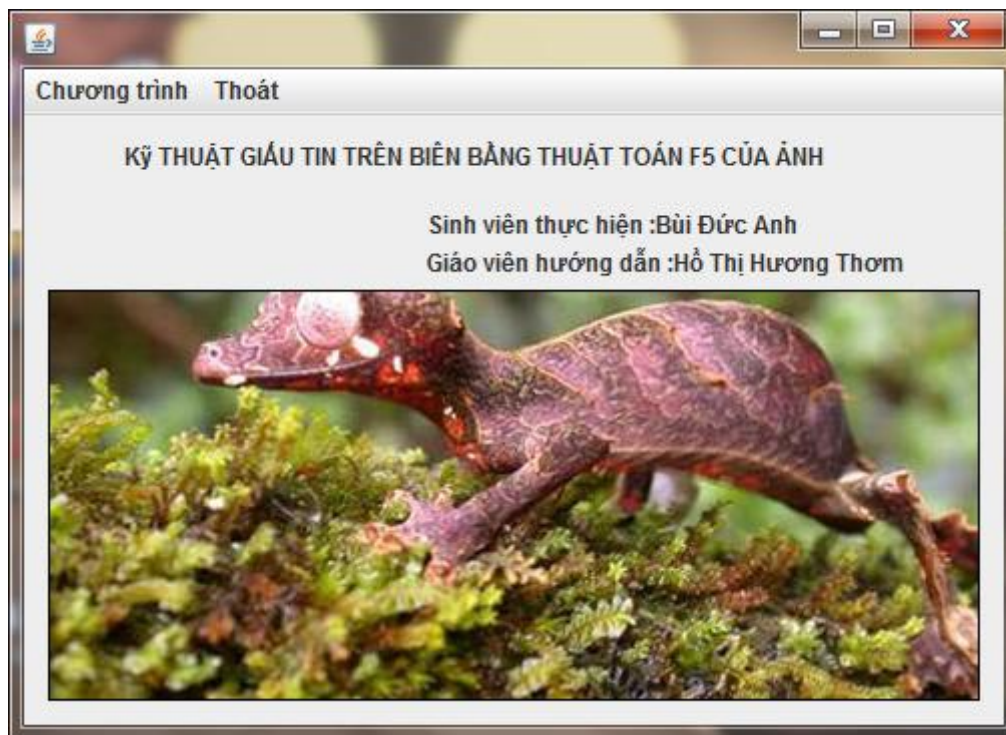 Chương trình Thoát
Kỹ THUẬT GIẤU TIN TRÊN BIÊN BẰNG THUẬT TOÁN F5 CỦA ẢNH
Sinh viên thực hiện :Bùi Đức Anh
Giáo viên hướng dẫn :Hồ Thị Hương Thơm